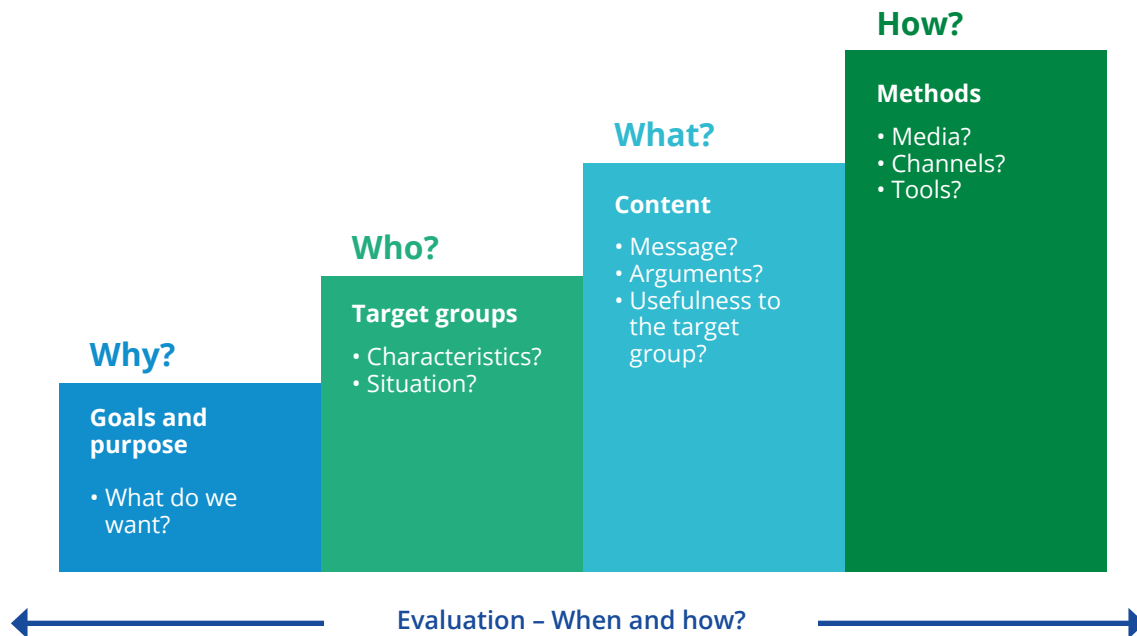 Why?
Goals and
purpose
• What do we
want?
Who?
Target groups
• Characteristics?
• Situation?
What?
Content
• Message?
• Arguments?
• Usefulness to
the target
group?
How?
Methods
• Media?
• Channels?
• Tools?
Evaluation – When and how?